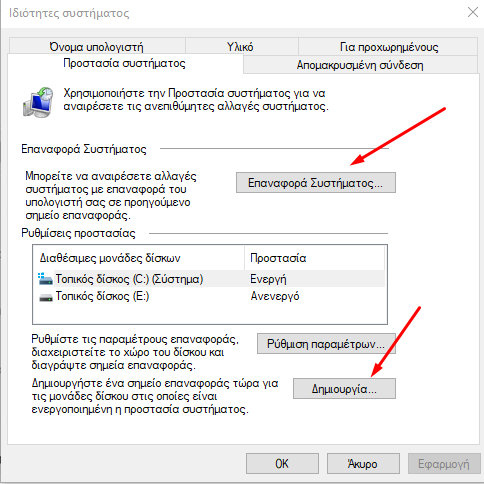 Ιδιότητες συστήματος
Όνομα υπολογιστή
Υλικό
Για προχωρημένους
Προστασία συστήματος
Απομακρυσμένη σύνδεση
Χρησιμοποιήστε την Προστασία συστήματος για να
αναιρέσετε τις ανεπιθύμητες αλλαγές συστήματος.
Επαναφορά Συστήματος
Μπορείτε να αναιρέσετε αλλαγές
συστήματος με επαναφορά του
υπολογιστή σας σε προηγούμενο
σημείο επαναφοράς.
Επαναφορά Συστήματος...
Ρυθμίσεις προστασίας
Διαθέσιμες μονάδες δίσκων
Προστασία
Τοπικός δίσκος (C:) (Σύστημα)
Ενεργή
Τοπικός δίσκος (E:)
Ανενεργό
Ρυθμίστε τις παραμέτρους επαναφοράς,
διαχειριστείτε το χώρο του δίσκου και
διαγράψτε σημεία επαναφοράς.
Ρύθμιση παραμέτρων...
Δημιουργήστε ένα σημείο επαναφοράς τώρα για
τις μονάδες δίσκου στις οποίες είναι
ενεργοποιημένη η προστασία συστήματος.
Δημιουργία...
OK
Άκυρο
Εφαρμογή